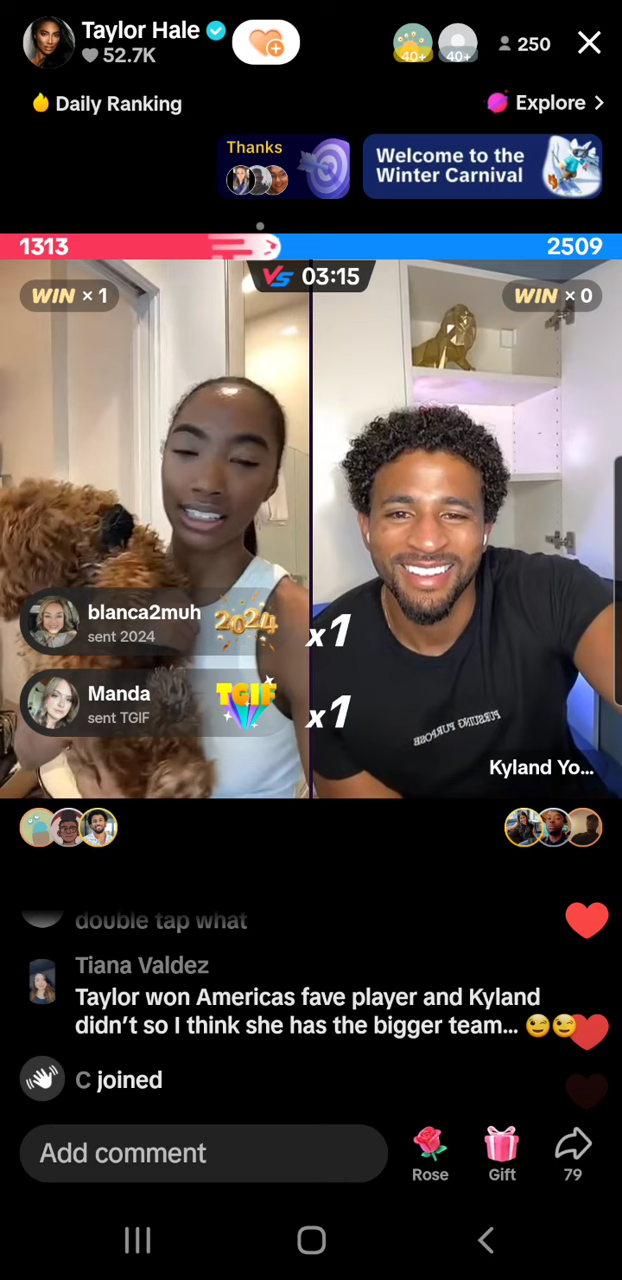 Taylor Hale
52.7K
40+
40+
250
Daily Ranking
Explore
Thanks
Welcome to the
Winter Carnival
1313
2509
VS 03:15
WIN × 1
WIN × 0
blanca2muh
sent 2024
2024
x1
Manda
sent TGIF
TGIF
x1
PURSUING PURPOSE
Kyland Yo...
double tap what
Tiana Valdez
Taylor won Americas fave player and Kyland
didn't so I think she has the bigger team... 😉😉
C joined
Add comment
Rose
Gift
79